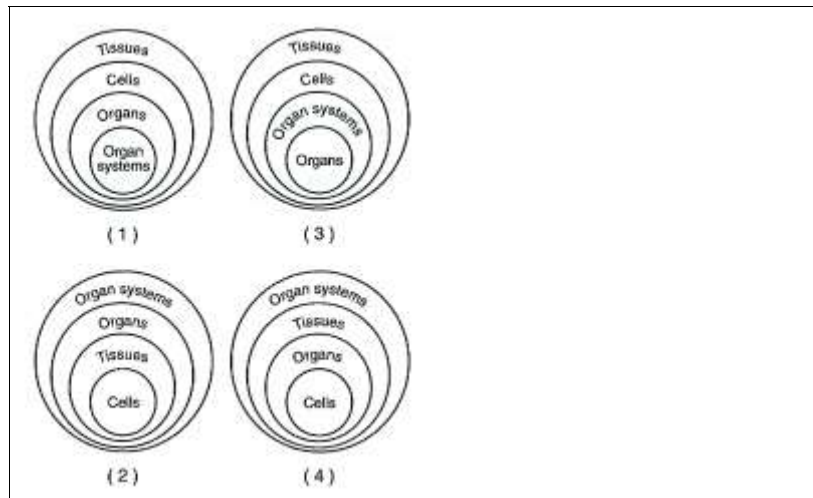 Tissues
Cells
Organs
Organ
systems
(1)
Tissues
Cells
Organ systems
Organs
(3)
Organ systems
Organs
Tissues
Cells
(2)
Organ systems
Tissues
Organs
Cells
(4)